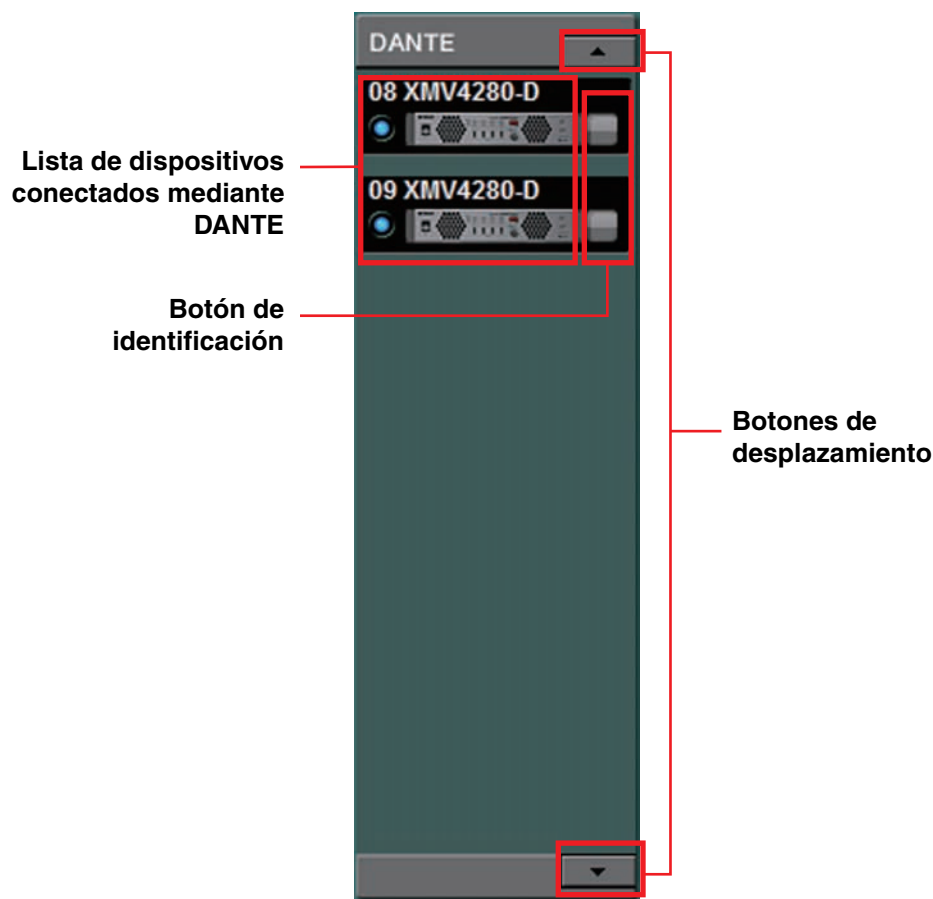 DANTE
08 XMV4280-D
09 XMV4280-D
Lista de dispositivos
conectados mediante
DANTE
Botón de
identificación
Botones de
desplazamiento